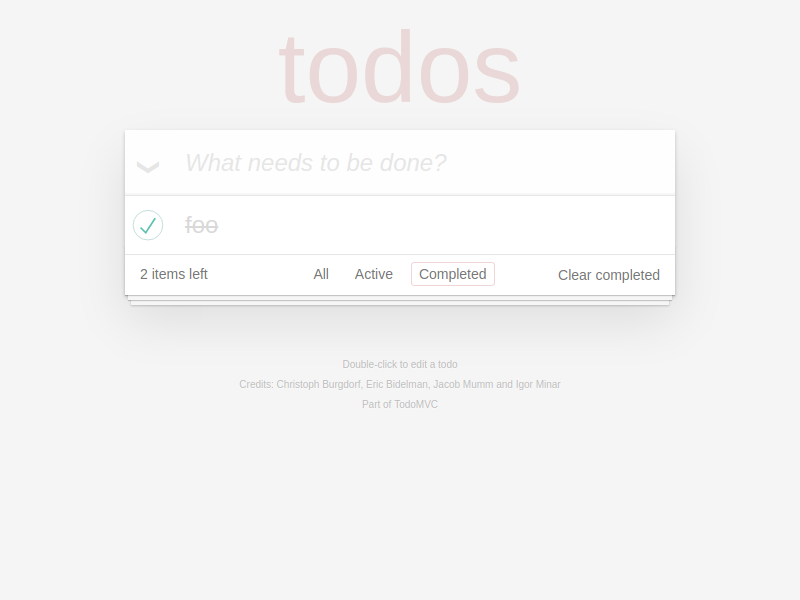 todos
What needs to be done?
foo
2 items left All Active Completed Clear completed
Double-click to edit a todo
Credits: Christoph Burgdorf, Eric Bidelman, Jacob Mumm and Igor Minar
Part of TodoMVC